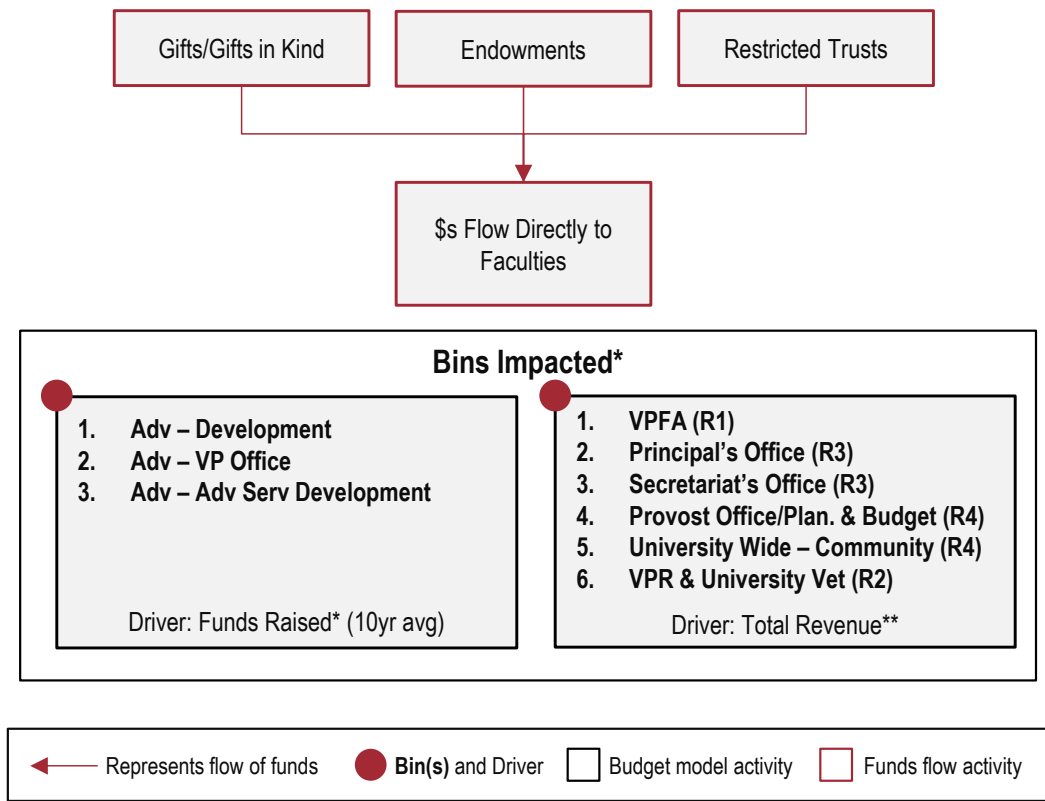 Gifts/Gifts in Kind
Endowments
Restricted Trusts
$s Flow Directly to
Faculties
Bins Impacted*
1. Adv – Development
2. Adv – VP Office
3. Adv – Adv Serv Development
Driver: Funds Raised* (10yr avg)
1. VPFA (R1)
2. Principal's Office (R3)
3. Secretariat's Office (R3)
4. Provost Office/Plan. & Budget (R4)
5. University Wide – Community (R4)
6. VPR & University Vet (R2)
Driver: Total Revenue**
Represents flow of funds
Bin(s) and Driver
Budget model activity
Funds flow activity